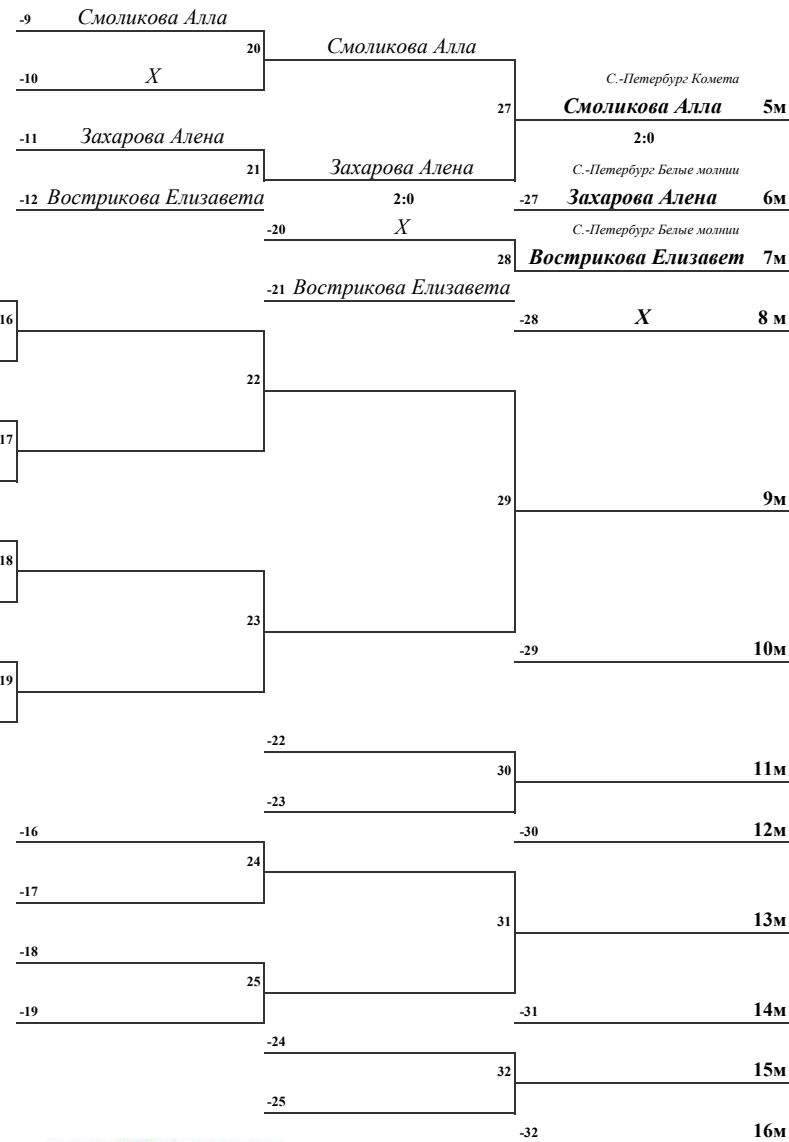 -9 Смоликова Алла
20 Смоликова Алла
-10 X С.-Петербург Комета
27 Смоликова Алла 5м
-11 Захарова Алена 2:0
21 Захарова Алена С.-Петербург Белые молнии
-12 Вострикова Елизавета 2:0 -27 Захарова Алена 6м
-20 X С.-Петербург Белые молнии
28 Вострикова Елизавет 7м
-21 Вострикова Елизавета
16 -28 X 8 м
22
17
29 9м
18
23
-29 10м
19
-22
30 11м
-23
-16 -30 12м
24
-17
31 13м
-18
25
-19 -31 14м
-24
32 15м
-25
-32 16м